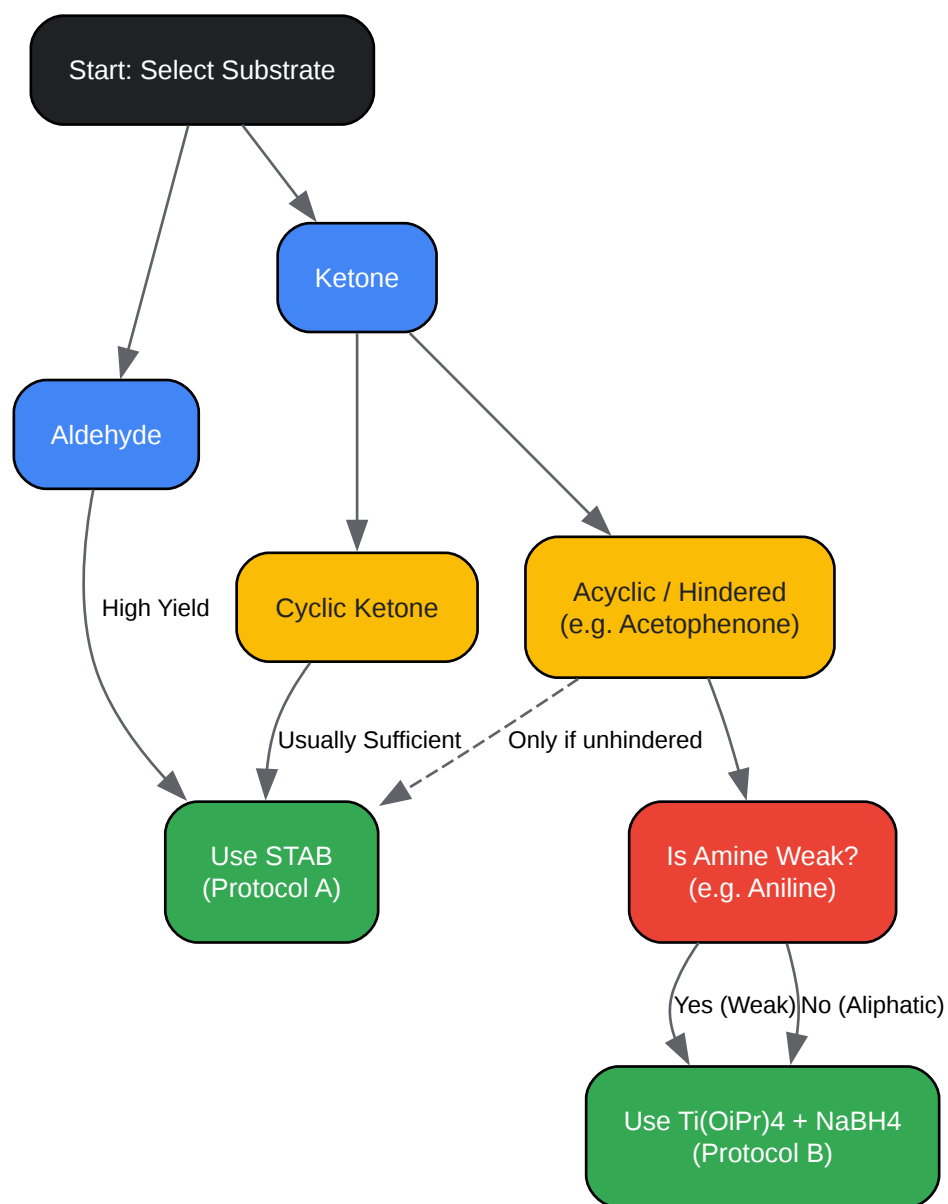 Start: Select Substrate
Ketone
Aldehyde
Cyclic Ketone
Acyclic / Hindered
(e.g. Acetophenone)
High Yield
Usually Sufficient
Only if unhindered
Use STAB
(Protocol A)
Is Amine Weak?
(e.g. Aniline)
Yes (Weak)
No (Aliphatic)
Use Ti(OiPr)4 + NaBH4
(Protocol B)